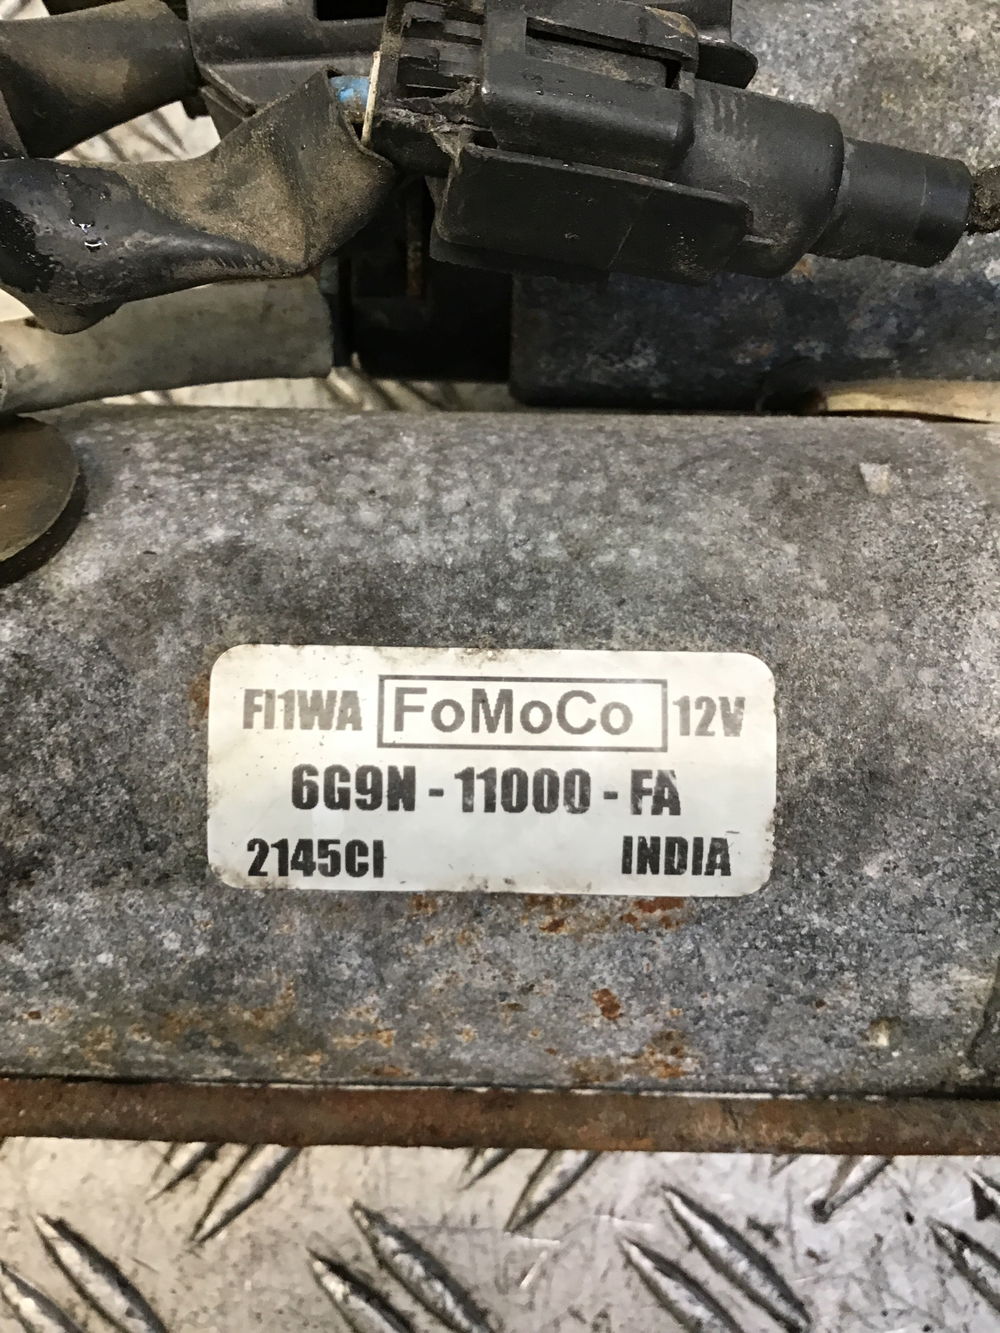 FI1WA FoMoCo 12V
6G9N - 11000 - FA
2145CI INDIA